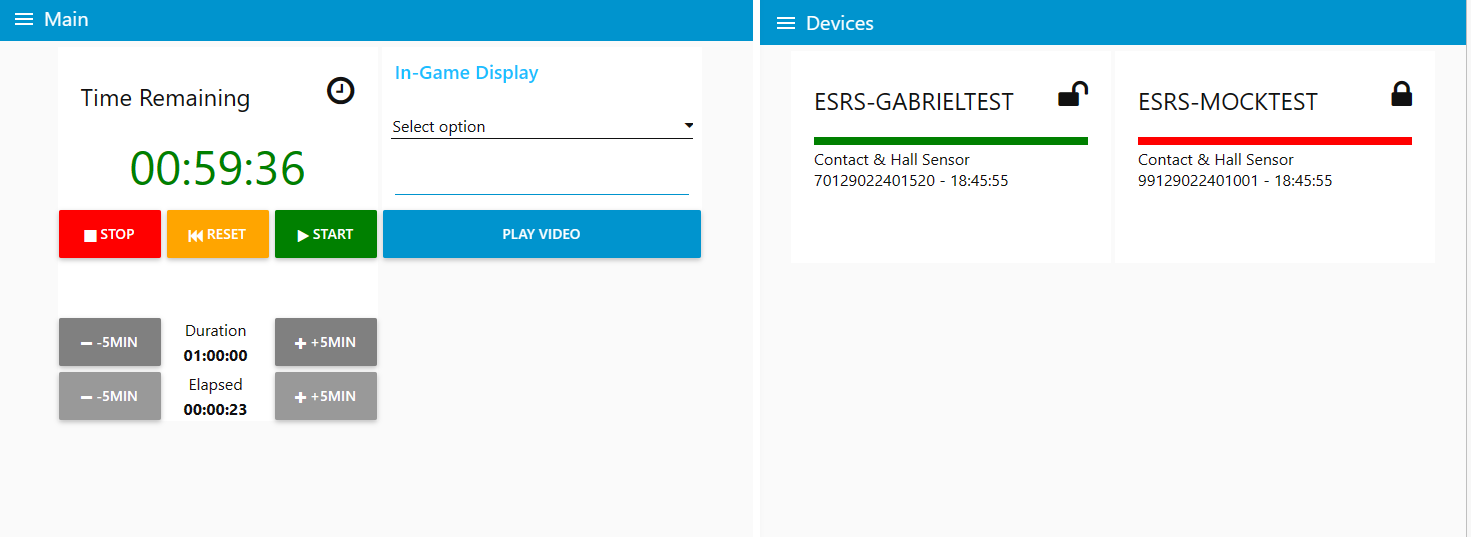 Main
Time Remaining
00:59:36
STOP
RESET
START
-5MIN
Duration
01:00:00
+5MIN
-5MIN
Elapsed
00:00:23
+5MIN
In-Game Display
Select option
PLAY VIDEO
Devices
ESRS-GABRIELTEST
Contact & Hall Sensor
70129022401520 - 18:45:55
ESRS-MOCKTEST
Contact & Hall Sensor
99129022401001 - 18:45:55